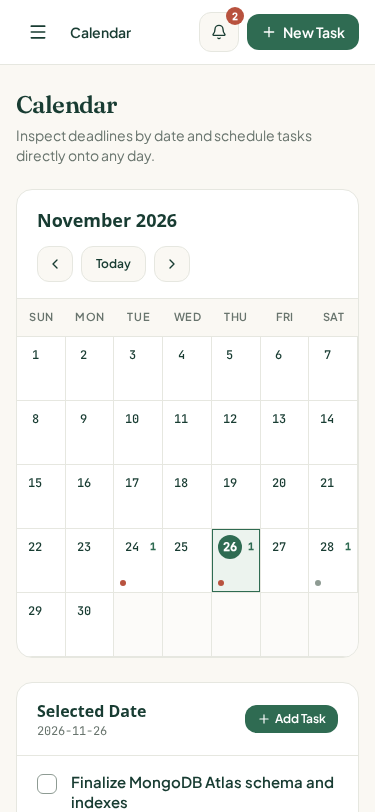 Calendar
2
New Task
Calendar
Inspect deadlines by date and schedule tasks
directly onto any day.
November 2026
Today
SUN MON TUE WED THU FRI SAT
1 2 3 4 5 6 7
8 9 10 11 12 13 14
15 16 17 18 19 20 21
22 23 24 1 25 26 1 27 28 1
29 30
Selected Date
2026-11-26
Add Task
Finalize MongoDB Atlas schema and
indexes